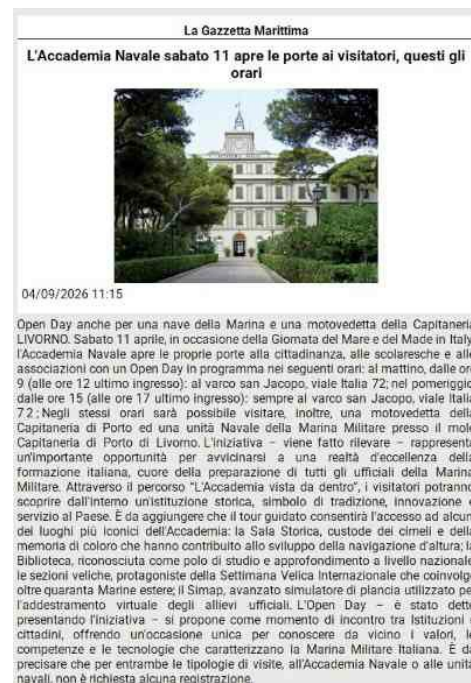 La Gazzetta Marittima
L'Accademia Navale sabato 11 apre le porte ai visitatori, questi gli
orari
04/09/2026 11:15
Open Day anche per una nave della Marina e una motovedetta della Capitaneria
LIVORNO. Sabato 11 aprile, in occasione della Giornata del Mare e del Made in Italy
l'Accademia Navale apre le proprie porte alla cittadinanza, alle scolaresche e alle
associazioni con un Open Day in programma nei seguenti orari: al mattino, dalle ore
9 (alle ore 12 ultimo ingresso): al varco san Jacopo, viale Italia 72; nel pomeriggio
dalle ore 15 (alle ore 17 ultimo ingresso): sempre al varco san Jacopo, viale Italia
72; Negli stessi orari sarà possibile visitare, inoltre, una motovedetta della
Capitaneria di Porto ed una unità Navale della Marina Militare presso il molo
Capitaneria di Porto di Livorno. L'iniziativa – viene fatto rilevare – rappresenta
un'importante opportunità per avvicinarsi a una realtà d'eccellenza della
formazione italiana, cuore della preparazione di tutti gli ufficiali della Marina
Militare. Attraverso il percorso "L'Accademia vista da dentro", i visitatori potranno
scoprire dall'interno un'istituzione storica, simbolo di tradizione, innovazione e
servizio al Paese. È da aggiungere che il tour guidato consentirà l'accesso ad alcuni
dei luoghi più iconici dell'Accademia: la Sala Storica, custode dei cimeli e della
memoria di coloro che hanno contribuito allo sviluppo della navigazione d'altura; la
Biblioteca, riconosciuta come polo di studio e approfondimento a livello nazionale
le sezioni veliche, protagoniste della Settimana Velica Internazionale che coinvolge
oltre quaranta Marine estere; il Simap, avanzato simulatore di plancia utilizzato per
l'addestramento virtuale degli allievi ufficiali. L'Open Day – è stato detto
presentando l'iniziativa – si propone come momento di incontro tra Istituzioni e
cittadini, offrendo un'occasione unica per conoscere da vicino i valori, le
competenze e le tecnologie che caratterizzano la Marina Militare Italiana. È da
precisare che per entrambe le tipologie di visite, all'Accademia Navale o alle unità
navali, non è richiesta alcuna registrazione.